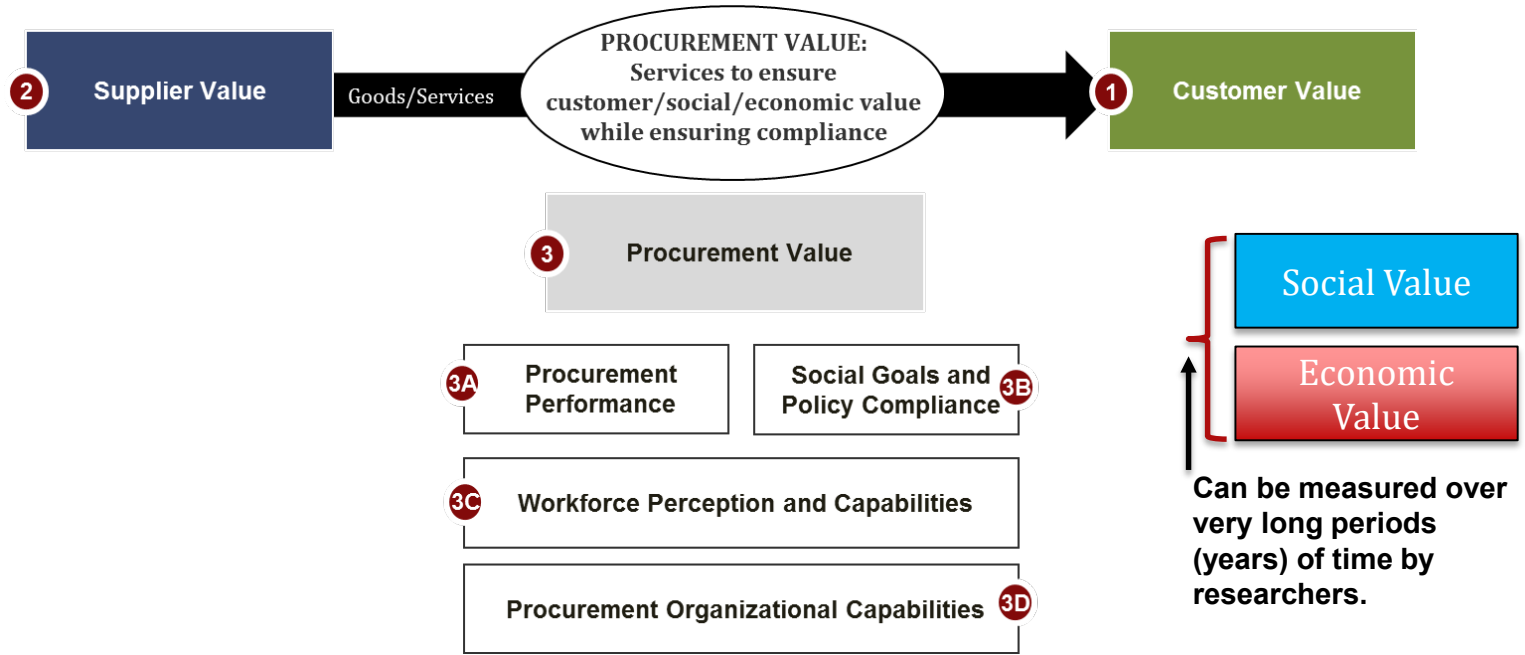 2
Supplier Value
Goods/Services
PROCUREMENT VALUE:
Services to ensure
customer/social/economic value
while ensuring compliance
1
Customer Value
3
Procurement Value
Social Value
Economic
Value
3A
Procurement
Performance
Social Goals and
Policy Compliance
3B
3C
Workforce Perception and Capabilities
Procurement Organizational Capabilities
3D
Can be measured over
very long periods
(years) of time by
researchers.